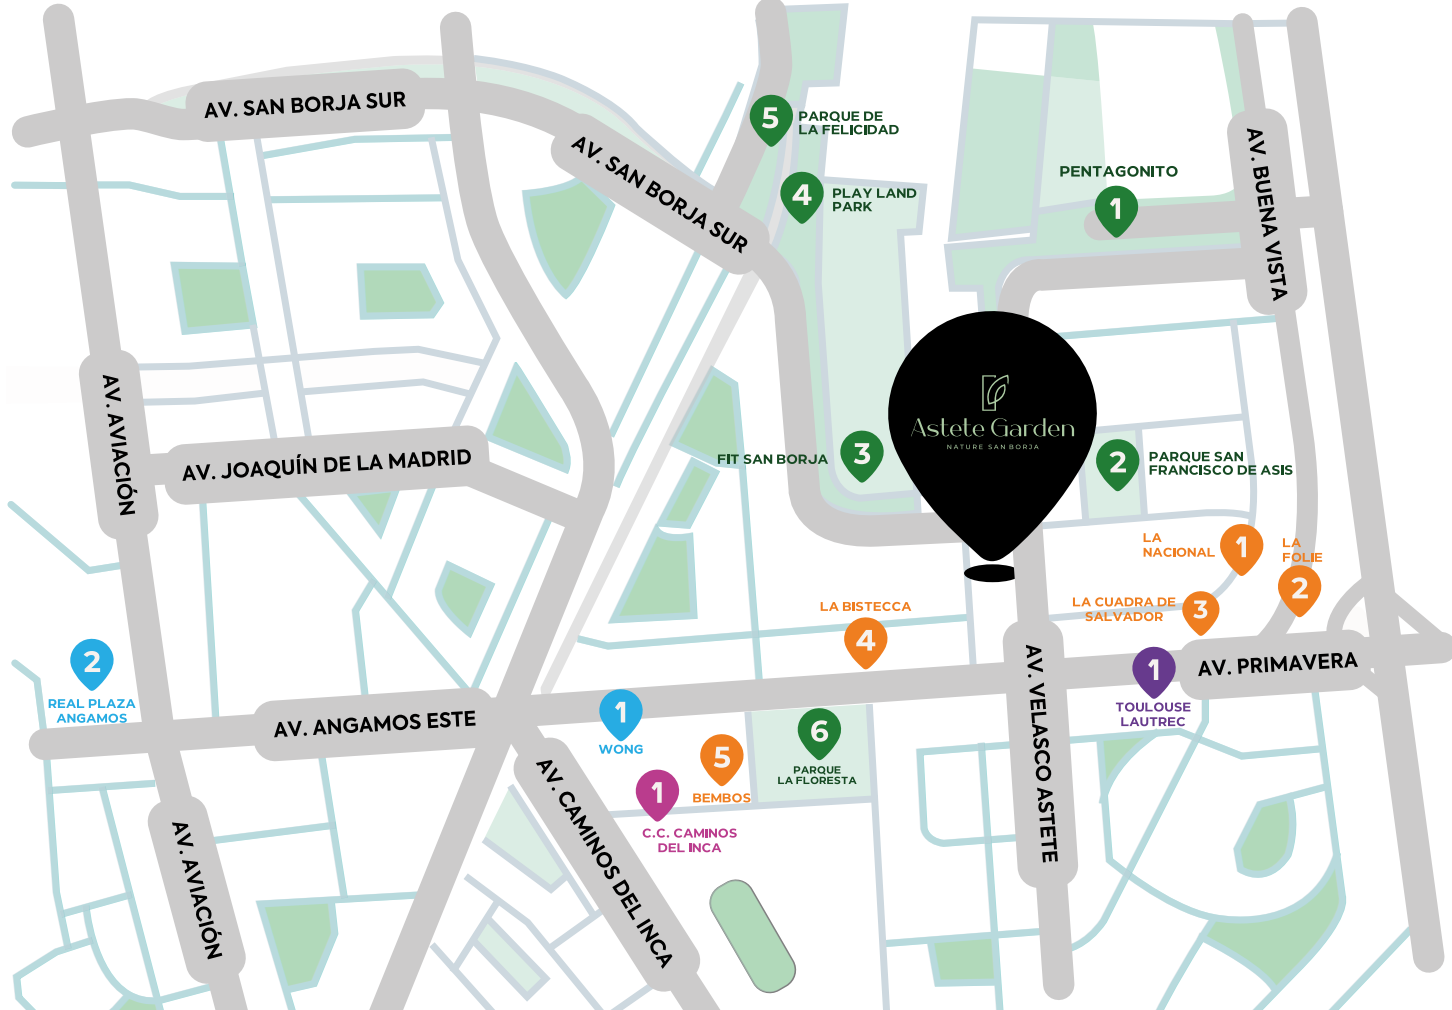 AV. SAN BORJA SUR
5
PARQUE DE
LA FELICIDAD
AV. SAN BORJA SUR
4
PLAY LAND
PARK
PENTAGONITO
1
AV. BUENA VISTA
AV. AVIACIÓN
AV. JOAQUÍN DE LA MADRID
FIT SAN BORJA
3
Astete Garden
NATURE SAN BORJA
2
PARQUE SAN
FRANCISCO DE ASIS
LA
NACIONAL
1
LA
FOLIE
2
LA CUADRA DE
SALVADOR
3
LA BISTECCA
4
2
REAL PLAZA
ANGAMOS
AV. ANGAMOS ESTE
1
WONG
5
BEMBOS
6
PARQUE
LA FLORESTA
1
C.C. CAMINOS
DEL INCA
AV. VELASCO ASTETE
1
TOULOUSE
LAUTREC
AV. PRIMAVERA
AV. CAMINOS DEL INCA
AV. AVIACIÓN